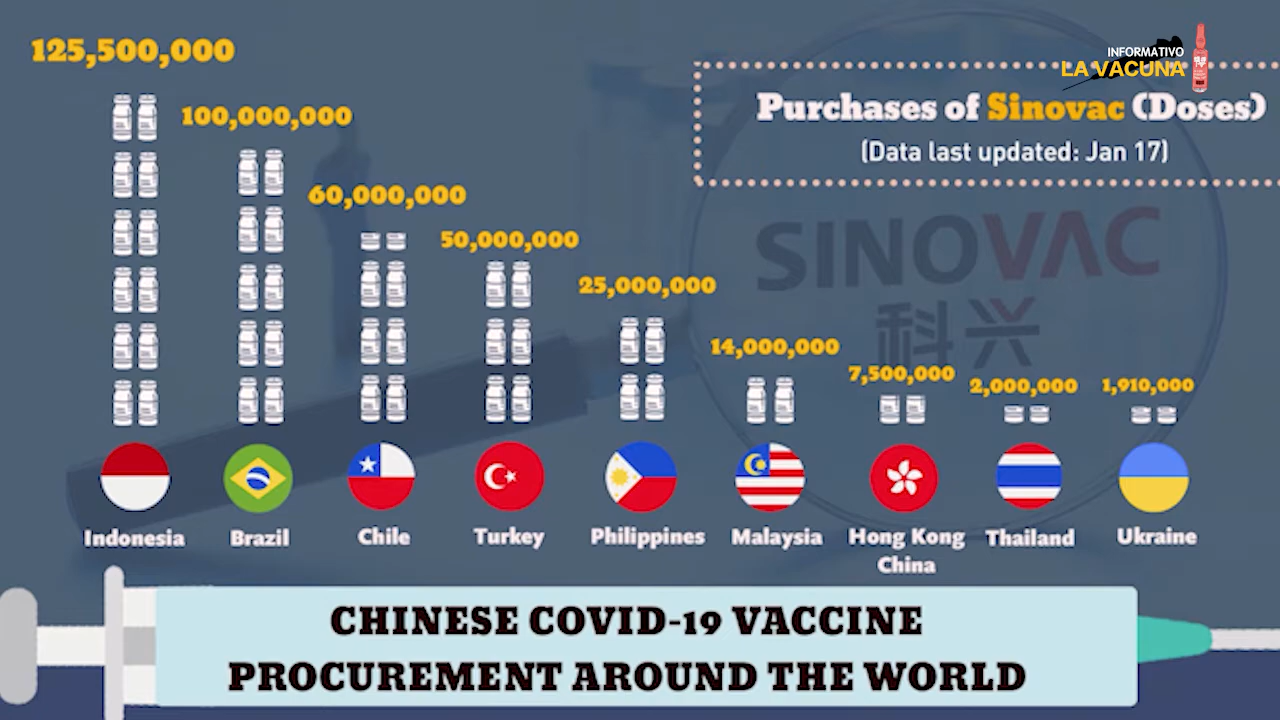 INFORMATIVO
LA VACUNA
Purchases of Sinovac (Doses)
(Data last updated: Jan 17)
SINOVAC
科兴
125,500,000
100,000,000
60,000,000
50,000,000
25,000,000
14,000,000
7,500,000
2,000,000
1,910,000
Indonesia
Brazil
Chile
Turkey
Philippines
Malaysia
Hong Kong
China
Thailand
Ukraine
CHINESE COVID-19 VACCINE
PROCUREMENT AROUND THE WORLD